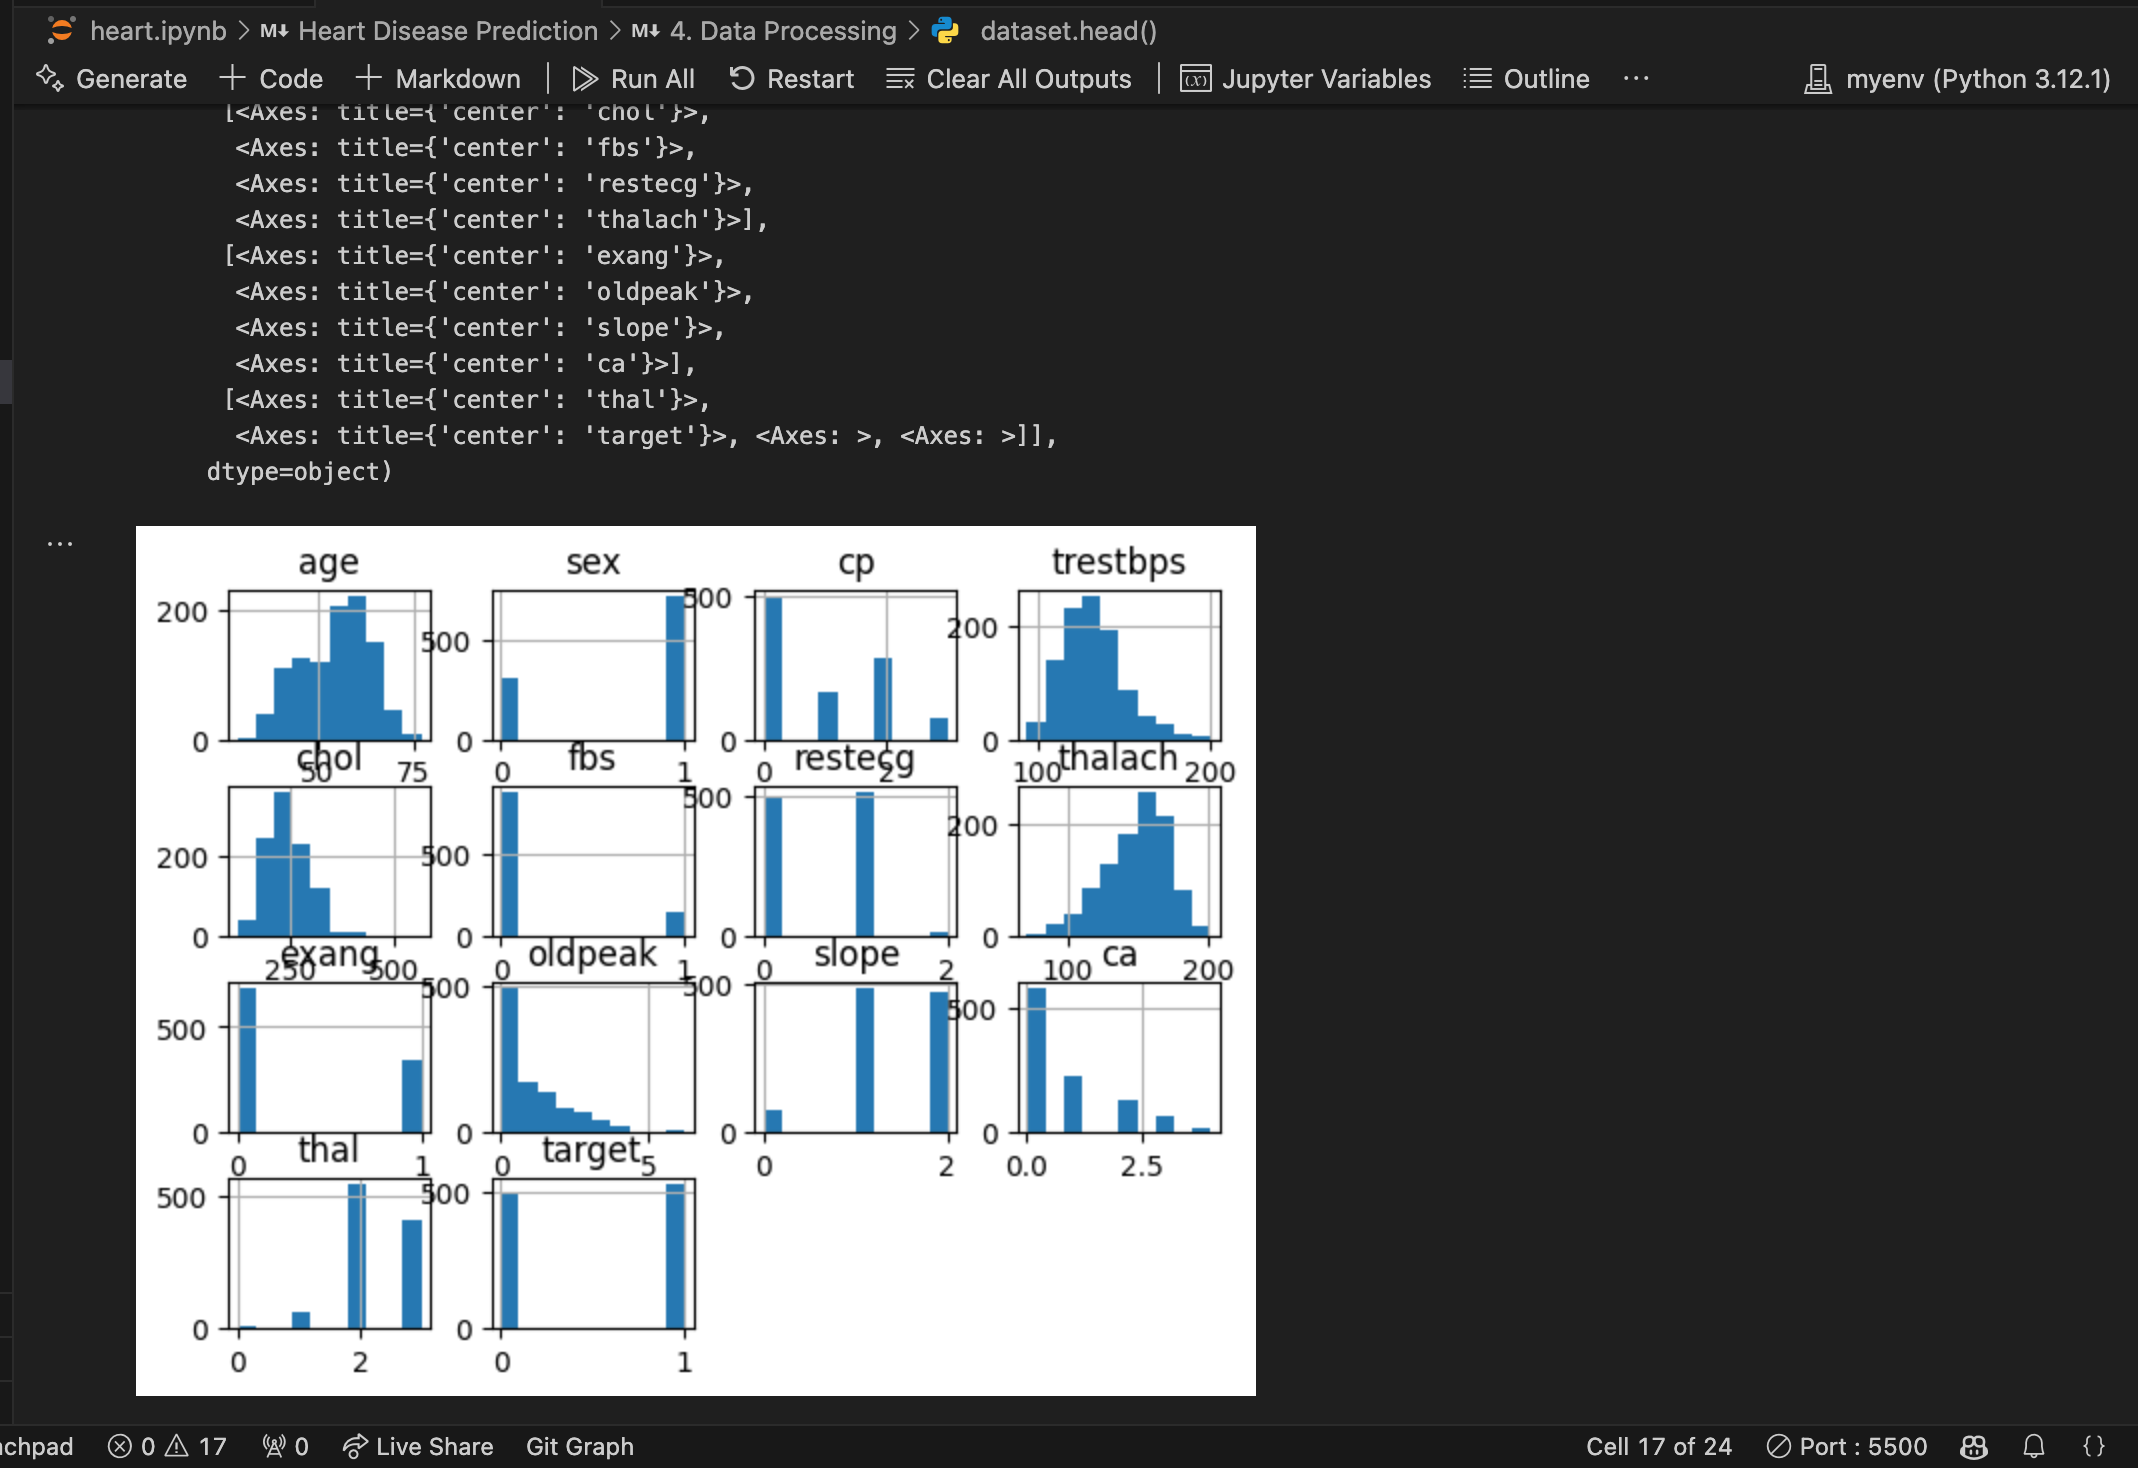 heart.ipynb > M↓ Heart Disease Prediction > M↓ 4. Data Processing > dataset.head()
Generate + Code + Markdown | Run All Restart Clear All Outputs | Jupyter Variables Outline ... myenv (Python 3.12.1)
[<Axes: title={'center': 'chol'}>,
<Axes: title={'center': 'fbs'}>,
<Axes: title={'center': 'restecg'}>,
<Axes: title={'center': 'thalach'}>],
[<Axes: title={'center': 'exang'}>,
<Axes: title={'center': 'oldpeak'}>,
<Axes: title={'center': 'slope'}>,
<Axes: title={'center': 'ca'}>],
[<Axes: title={'center': 'thal'}>,
<Axes: title={'center': 'target'}>, <Axes: >, <Axes: >]],
dtype=object)
...
age sex cp trestbps
200 500 500 200
0 0 0 0
50 75 0 1 0 2 100 200
chol fbs restecg thalach
200 500 500 200
0 0 0 0
250 500 0 1 0 2 100 200
exang oldpeak slope ca
500 500 500 500
0 0 0 0
0 1 0 5 0 2 0.0 2.5
thal target
500 500
0 0
0 2 0 1
achpad 0 17 0 Live Share Git Graph Cell 17 of 24 Port : 5500 {}